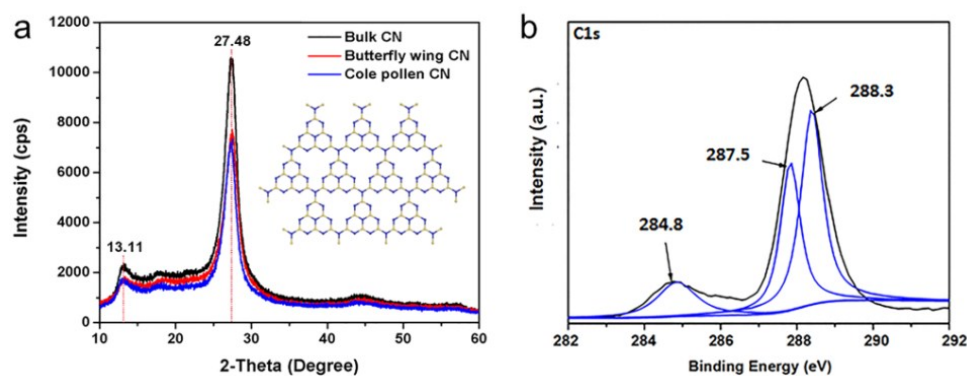 a
12000
10000
8000
6000
4000
2000
0
Intensity (cps)
27.48
13.11
Bulk CN
Butterfly wing CN
Cole pollen CN
10 20 30 40 50 60
2-Theta (Degree)
b
C1s
288.3
287.5
284.8
Intensity (a.u.)
282 284 286 288 290 292
Binding Energy (eV)